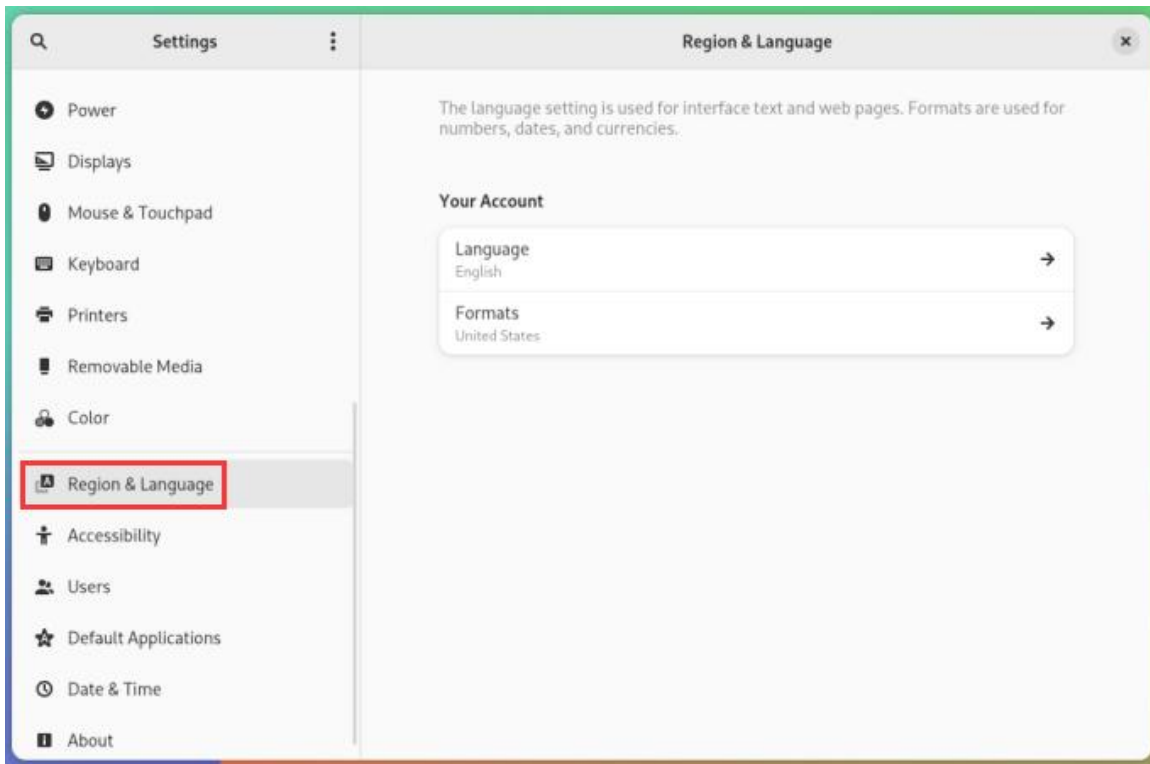 Settings
Region & Language
Power
Displays
Mouse & Touchpad
Keyboard
Printers
Removable Media
Color
Region & Language
Accessibility
Users
Default Applications
Date & Time
About
The language setting is used for interface text and web pages. Formats are used for
numbers, dates, and currencies.
Your Account
Language
English
Formats
United States